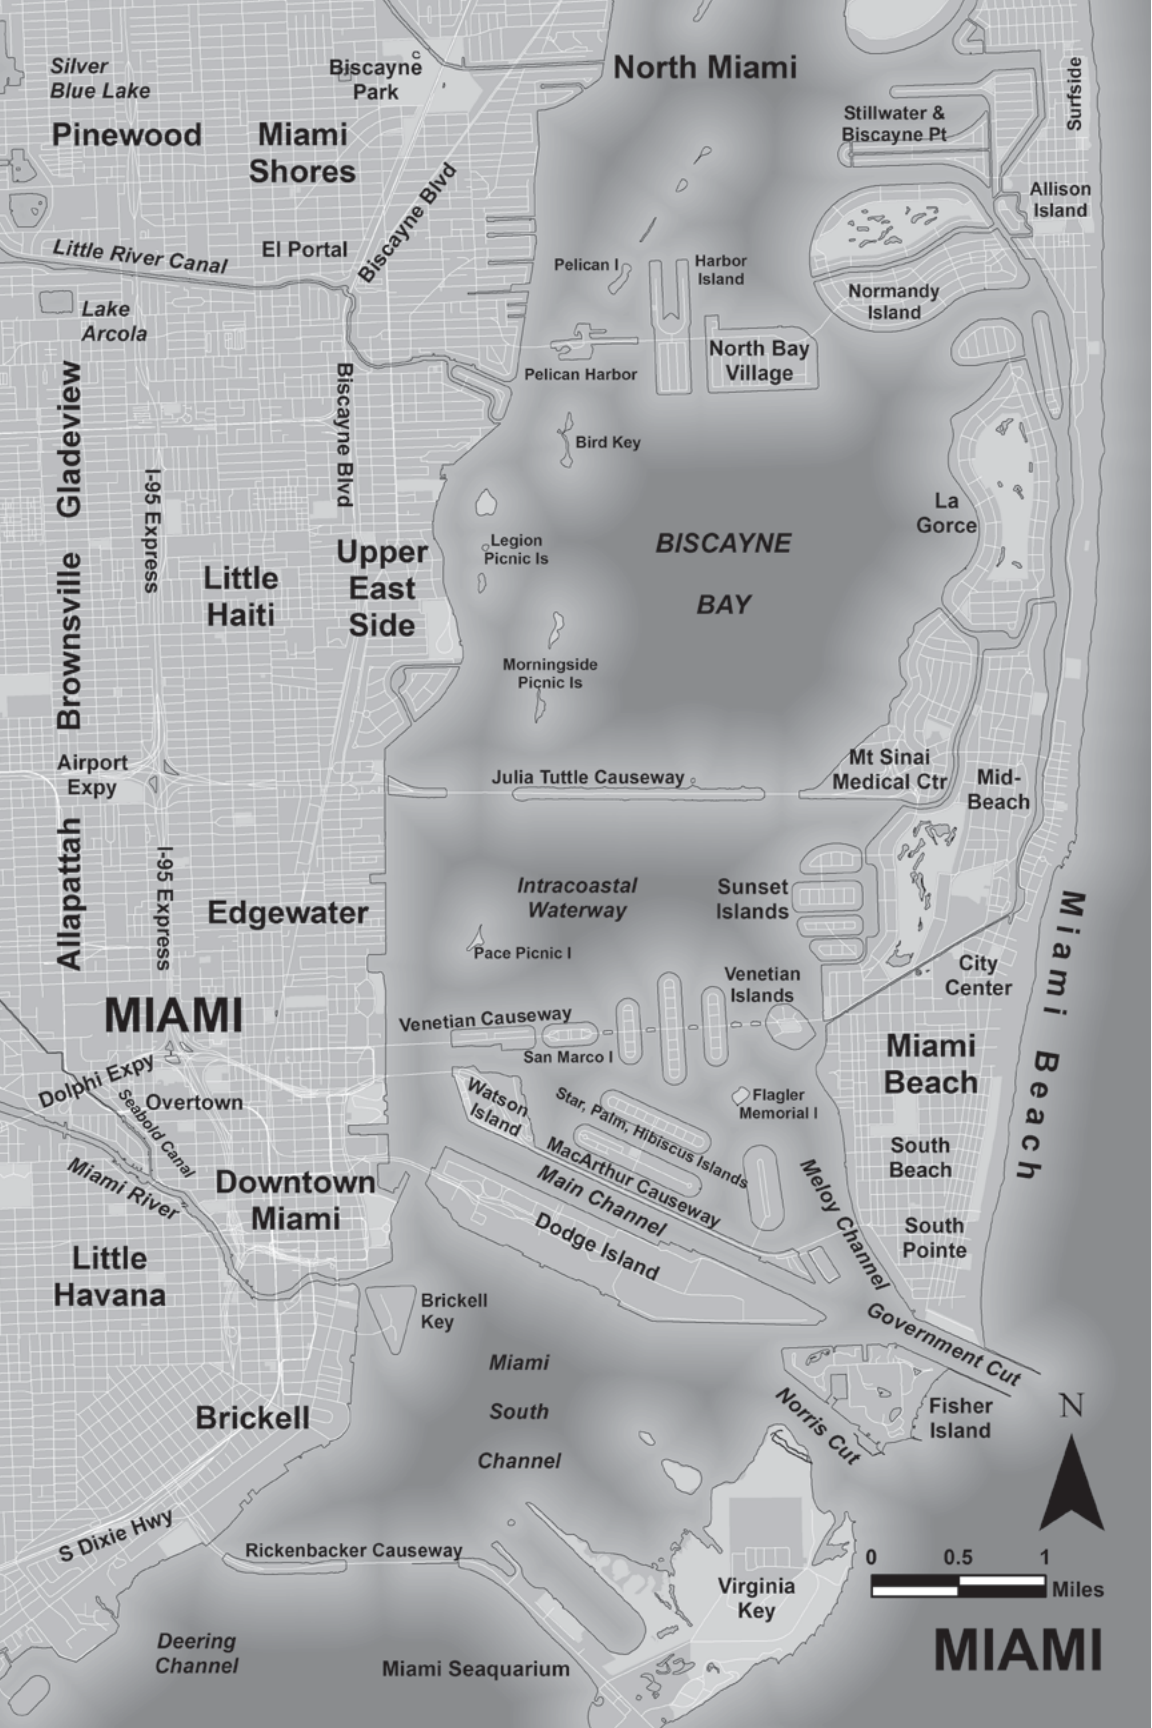 North Miami
Silver
Blue Lake
Biscayne
Park
Surfside
Pinewood
Miami
Shores
Stillwater &
Biscayne Pt
Biscayne Blvd
Allison
Island
Little River Canal
El Portal
Pelican I
Harbor
Island
Normandy
Island
Lake
Arcola
North Bay
Village
Pelican Harbor
Gladeview
Biscayne Blvd
Bird Key
I-95 Express
La
Gorce
BISCAYNE
BAY
Legion
Picnic Is
Upper
East
Side
Little
Haiti
Brownsville
Morningside
Picnic Is
Airport
Expy
Julia Tuttle Causeway
Mt Sinai
Medical Ctr
Mid-
Beach
Allapattah
I-95 Express
Edgewater
Intracoastal
Waterway
Sunset
Islands
Pace Picnic I
Miami Beach
City
Center
Venetian
Islands
MIAMI
Venetian Causeway
San Marco I
Miami
Beach
Dolphi Expy
Overtown
Seabold Canal
Watson
Island
Star, Palm, Hibiscus Islands
Flagler
Memorial I
MacArthur Causeway
Main Channel
Dodge Island
Meloy Channel
South
Beach
Miami River
Downtown
Miami
South
Pointe
Little
Havana
Brickell
Key
Government Cut
Miami
South
Channel
Brickell
Norris Cut
Fisher
Island
N
S Dixie Hwy
Rickenbacker Causeway
Virginia
Key
0 0.5 1
Miles
Deering
Channel
Miami Seaquarium
MIAMI